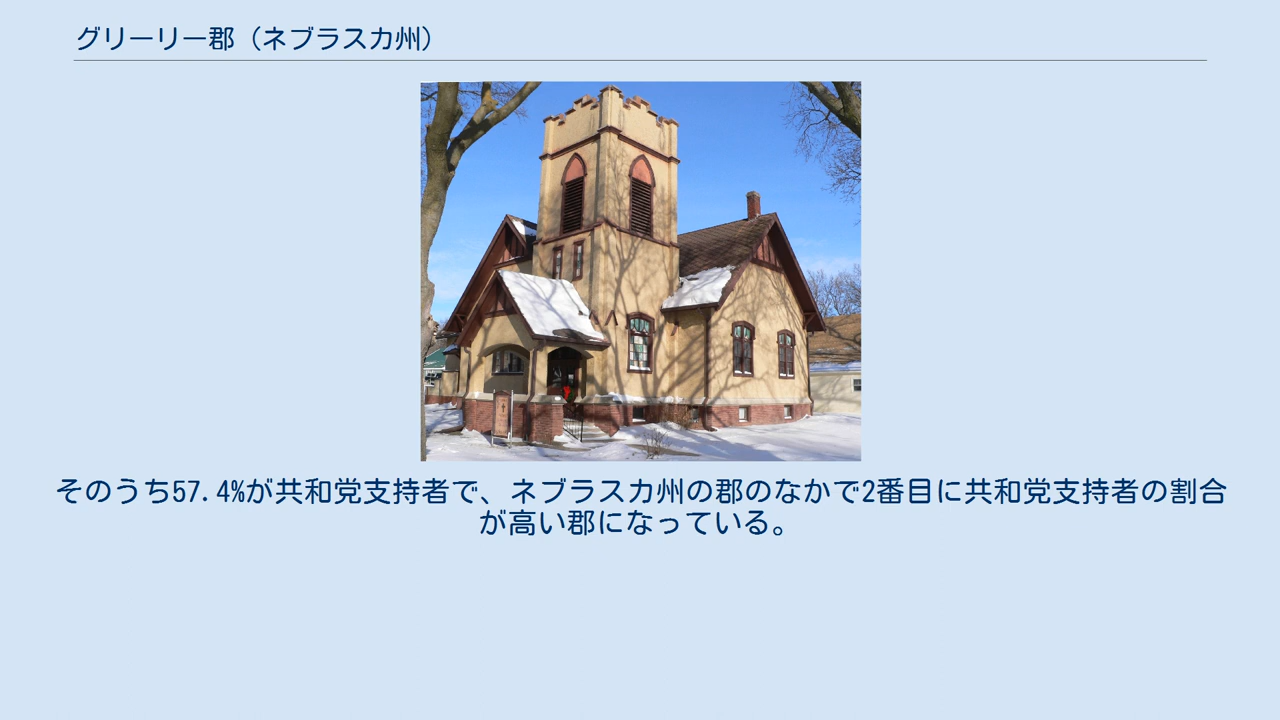 グリーリー郡（ネブラスカ州）
そのうち57.4%が共和党支持者で、ネブラスカ州の郡のなかで2番目に共和党支持者の割合
が高い郡になっている。